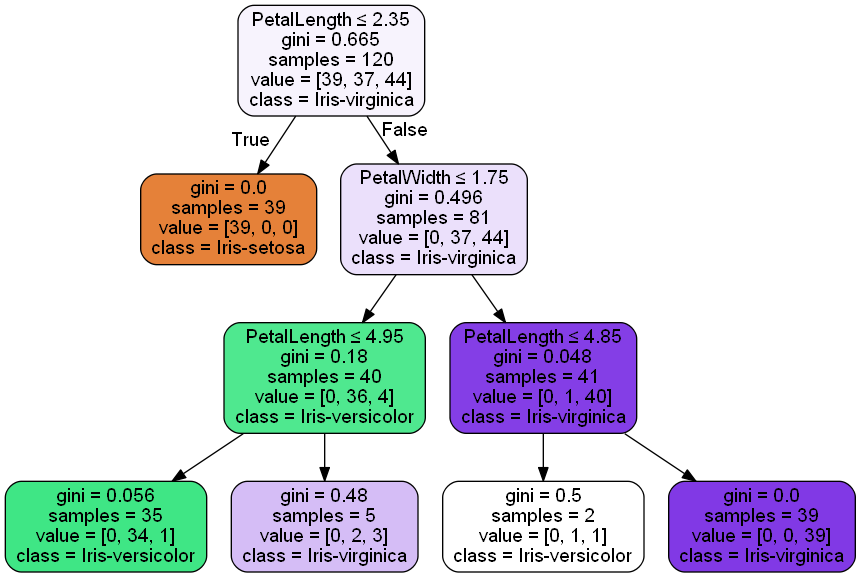 PetalLength ≤ 2.35
gini = 0.665
samples = 120
value = [39, 37, 44]
class = Iris-virginica
True
False
gini = 0.0
samples = 39
value = [39, 0, 0]
class = Iris-setosa
PetalWidth ≤ 1.75
gini = 0.496
samples = 81
value = [0, 37, 44]
class = Iris-virginica
PetalLength ≤ 4.95
gini = 0.18
samples = 40
value = [0, 36, 4]
class = Iris-versicolor
PetalLength ≤ 4.85
gini = 0.048
samples = 41
value = [0, 1, 40]
class = Iris-virginica
gini = 0.056
samples = 35
value = [0, 34, 1]
class = Iris-versicolor
gini = 0.48
samples = 5
value = [0, 2, 3]
class = Iris-virginica
gini = 0.5
samples = 2
value = [0, 1, 1]
class = Iris-versicolor
gini = 0.0
samples = 39
value = [0, 0, 39]
class = Iris-virginica